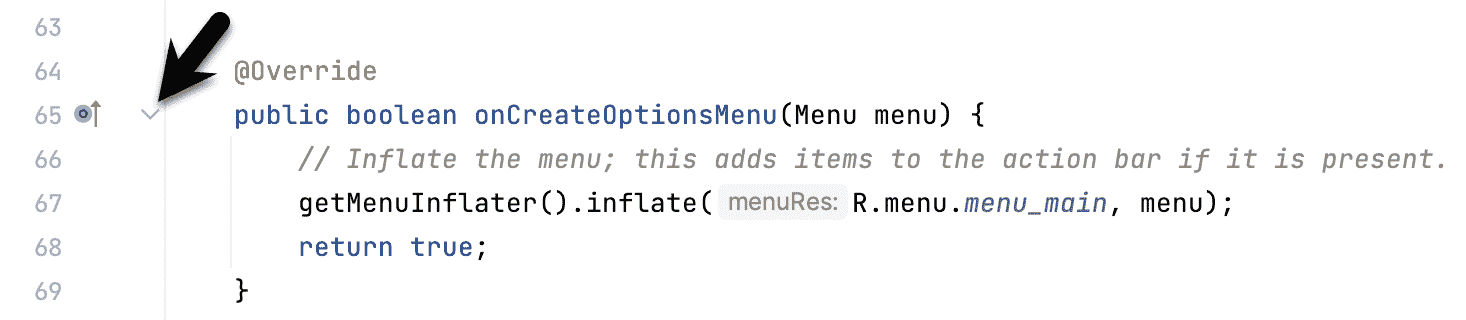 63
64 @Override
65 public boolean onCreateOptionsMenu(Menu menu) {
66 // Inflate the menu; this adds items to the action bar if it is present.
67 getMenuInflater().inflate( menuRes: R.menu.menu_main, menu);
68 return true;
69 }